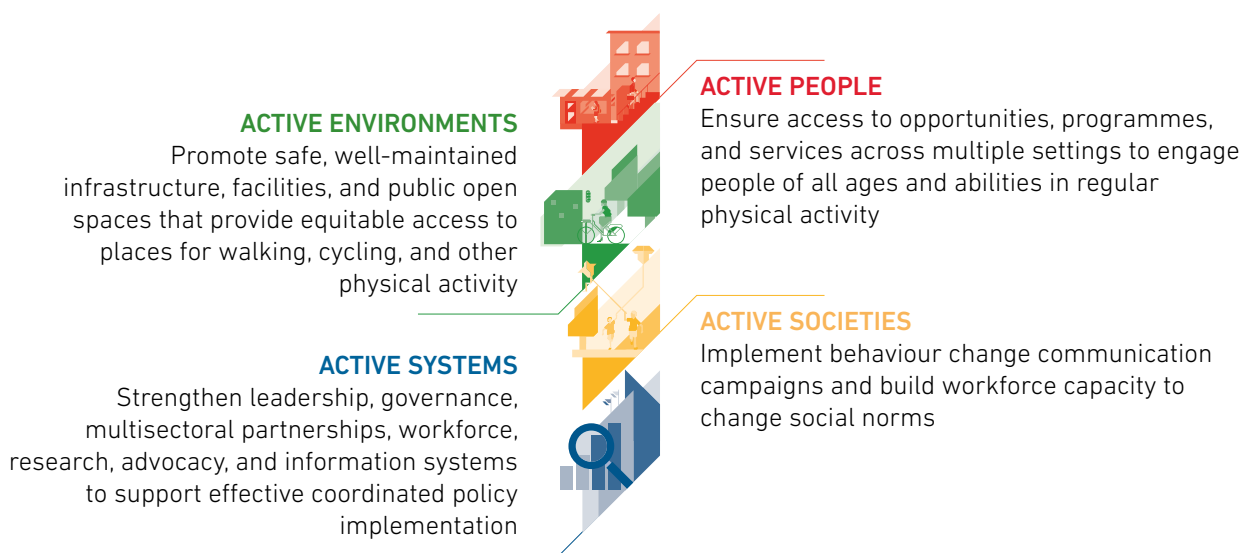 ACTIVE PEOPLE
Ensure access to opportunities, programmes,
and services across multiple settings to engage
people of all ages and abilities in regular
physical activity
ACTIVE ENVIRONMENTS
Promote safe, well-maintained
infrastructure, facilities, and public open
spaces that provide equitable access to
places for walking, cycling, and other
physical activity
ACTIVE SOCIETIES
Implement behaviour change communication
campaigns and build workforce capacity to
change social norms
ACTIVE SYSTEMS
Strengthen leadership, governance,
multisectoral partnerships, workforce,
research, advocacy, and information systems
to support effective coordinated policy
implementation